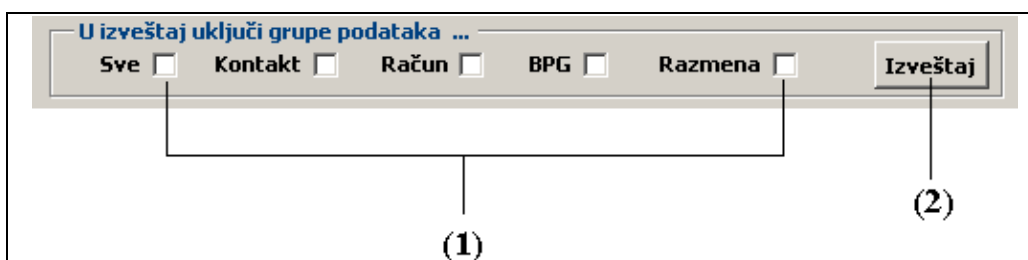 U izveštaj uključi grupe podataka ...
Sve Kontakt Račun BPG Razmena Izveštaj
(2)
(1)